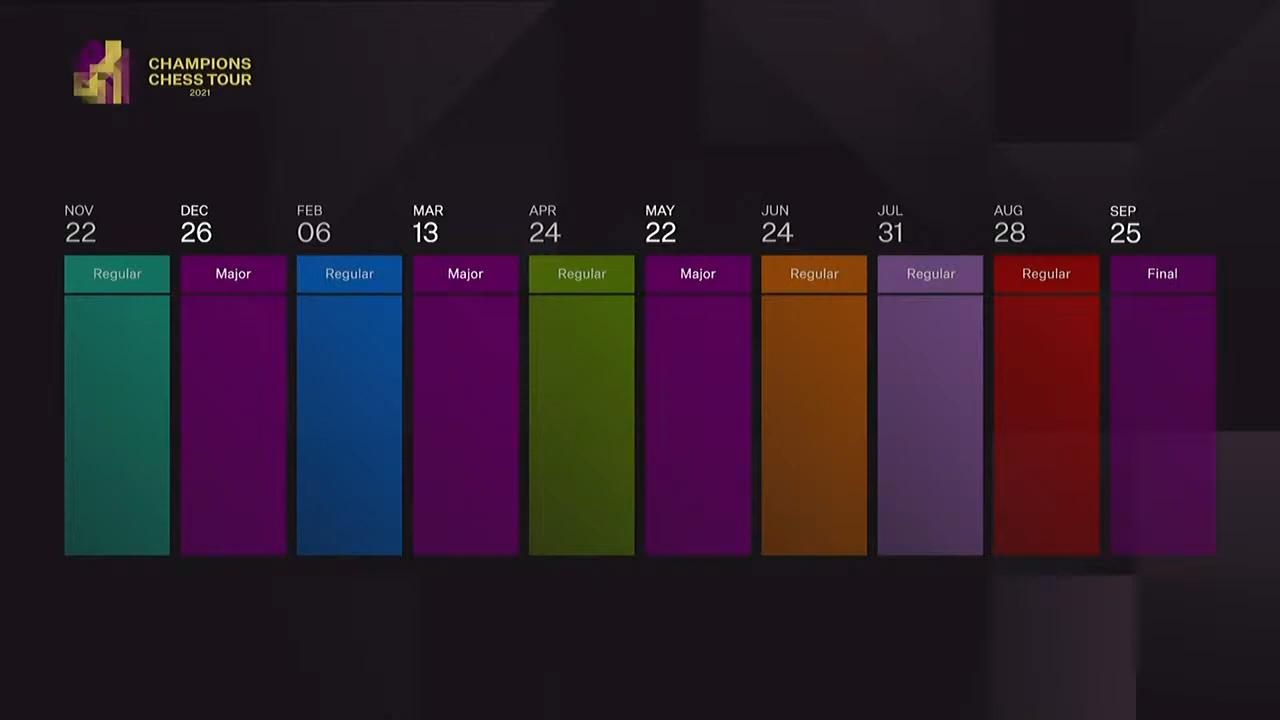 CHAMPIONS
CHESS TOUR
2021
NOV DEC FEB MAR APR MAY JUN JUL AUG SEP
22 26 06 13 24 22 24 31 28 25
Regular Major Regular Major Regular Major Regular Regular Regular Final